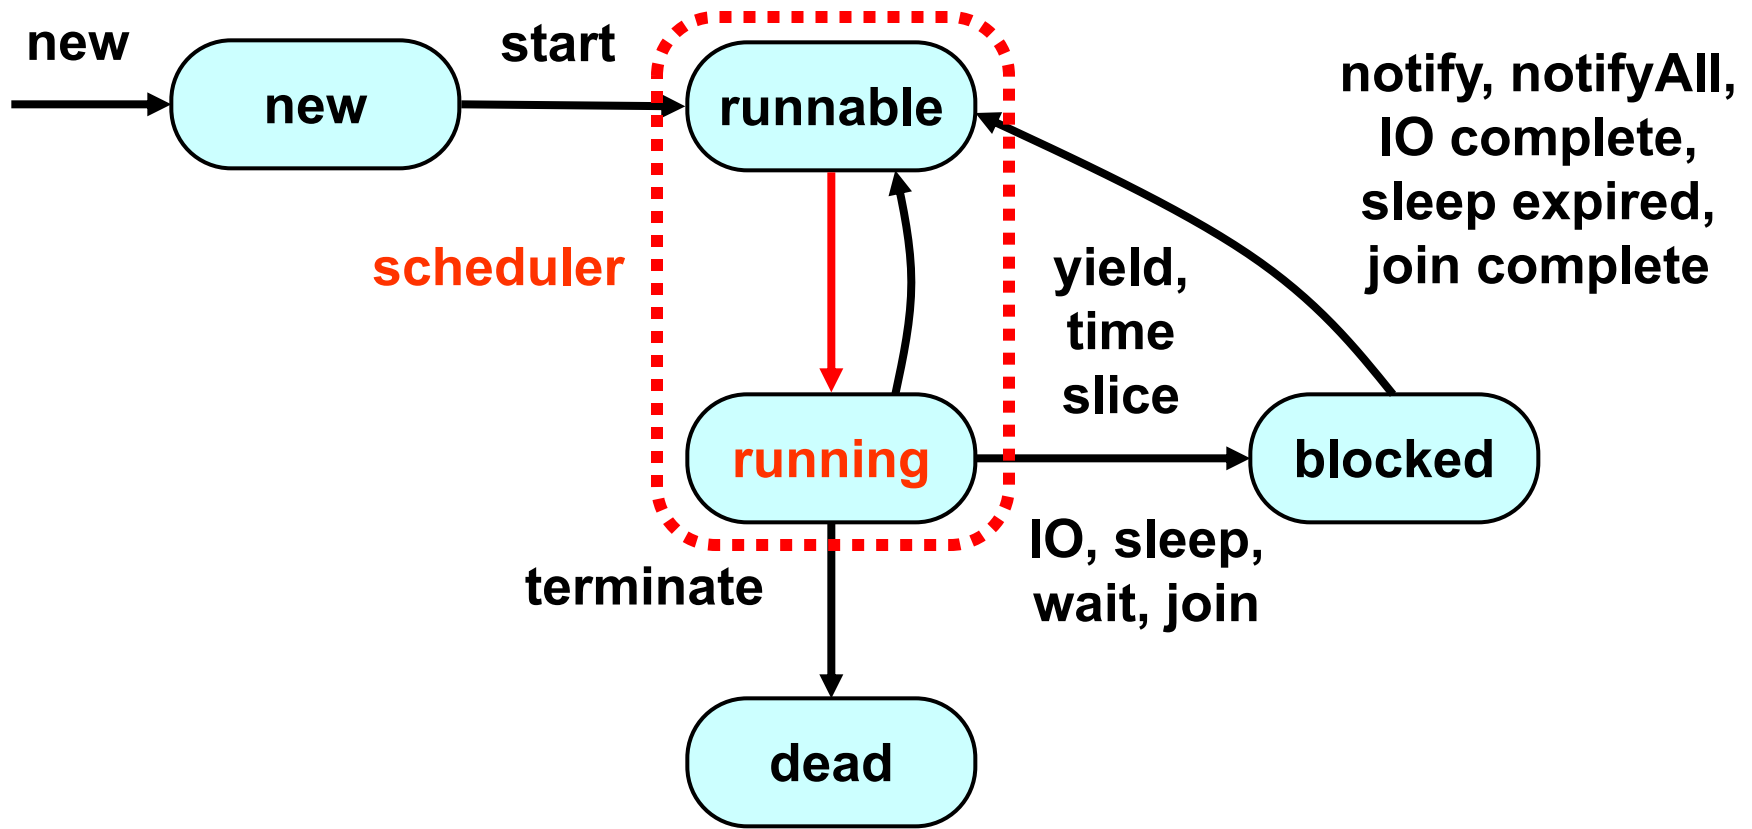 new
new
start
runnable
notify, notifyAll,
IO complete,
sleep expired,
join complete
scheduler
yield,
time
slice
running
blocked
IO, sleep,
wait, join
terminate
dead